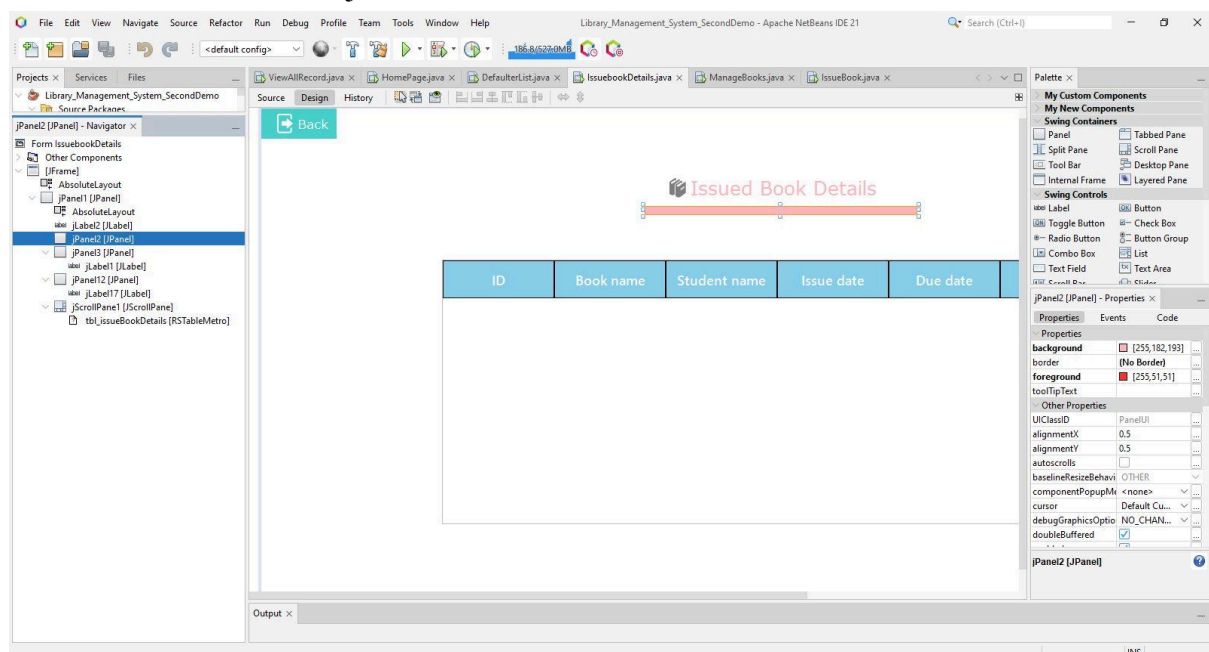 File Edit View Navigate Source Refactor Run Debug Profile Team Tools Window Help Library_Management_System_SecondDemo - Apache NetBeans IDE 21 Search (Ctrl+I)
<default config> 186.8/527.0MB
Projects Services Files
Library_Management_System_SecondDemo
Source Packages
jPanel2 [JPanel] - Navigator
Form IssuebookDetails
Other Components
[JFrame]
AbsoluteLayout
jPanel1 [JPanel]
AbsoluteLayout
jLabel2 [JLabel]
jPanel2 [JPanel]
jPanel3 [JPanel]
jLabel1 [JLabel]
jPanel12 [JPanel]
jLabel17 [JLabel]
jScrollPane1 [JScrollPane]
tbl_issueBookDetails [RSTableMetro]
ViewAllRecord.java HomePage.java DefaulterList.java IssuebookDetails.java ManageBooks.java IssueBook.java
Source Design History
Back
Issued Book Details
ID Book name Student name Issue date Due date
Output
Palette
My Custom Components
My New Components
Swing Containers
Panel Tabbed Pane
Split Pane Scroll Pane
Tool Bar Desktop Pane
Internal Frame Layered Pane
Swing Controls
label Label OK Button
ON Toggle Button Check Box
Radio Button Button Group
Combo Box List
Text Field Text Area
Scroll Bar Slider
jPanel2 [JPanel] - Properties
Properties Events Code
Properties
background [255,182,193] ...
border (No Border) ...
foreground [255,51,51] ...
toolTipText ...
Other Properties
UIClassID PanelUI ...
alignmentX 0.5 ...
alignmentY 0.5 ...
autoscrolls ...
baselineResizeBehavi OTHER
componentPopupMe <none> ...
cursor Default Cu... ...
debugGraphicsOptio NO_CHAN... ...
doubleBuffered ...
jPanel2 [JPanel]
INS